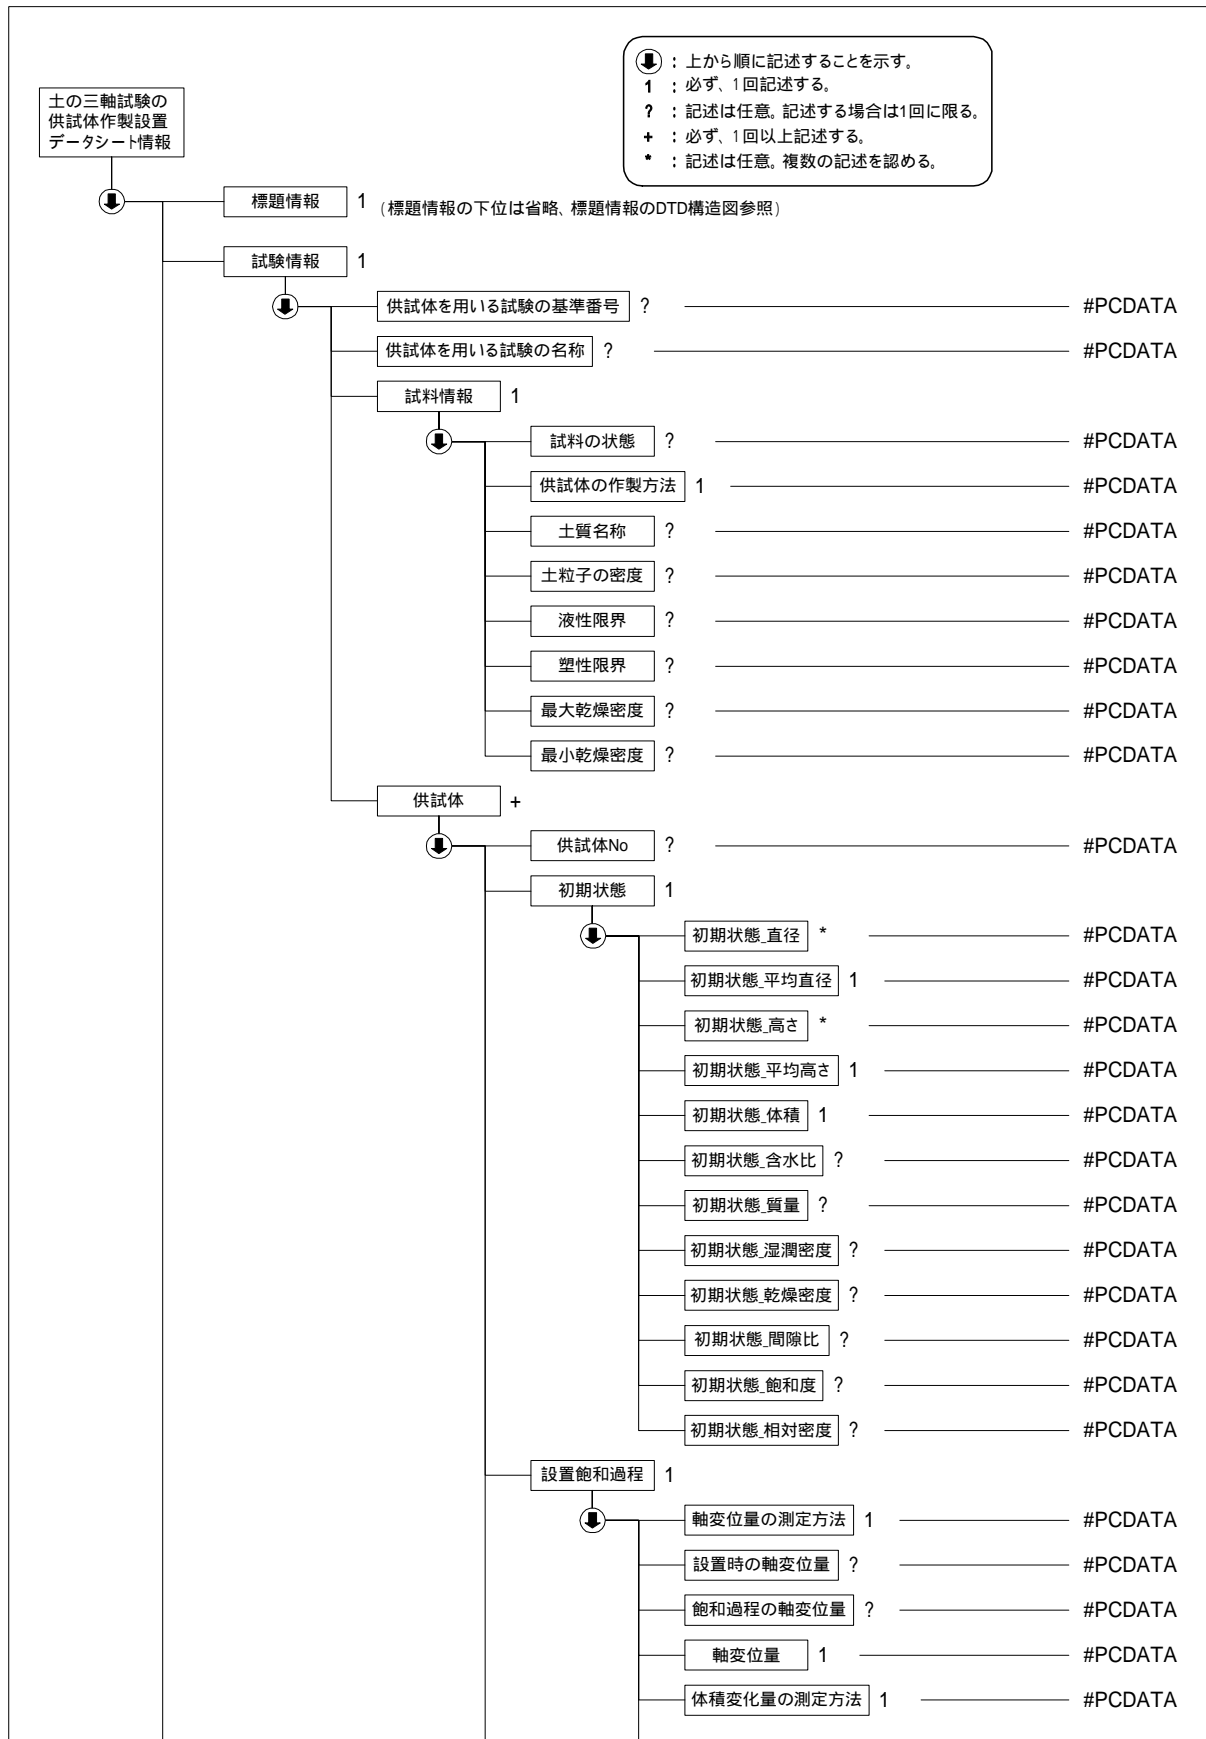 ：上から順に記述することを示す。
1 ：必ず、1回記述する。
? ：記述は任意。記述する場合は1回に限る。
+ ：必ず、1回以上記述する。
* ：記述は任意。複数の記述を認める。
土の三軸試験の
供試体作製設置
データシート情報
標題情報 1 (標題情報の下位は省略、標題情報のDTD構造図参照)
試験情報 1
供試体を用いる試験の基準番号 ? #PCDATA
供試体を用いる試験の名称 ? #PCDATA
試料情報 1
試料の状態 ? #PCDATA
供試体の作製方法 1 #PCDATA
土質名称 ? #PCDATA
土粒子の密度 ? #PCDATA
液性限界 ? #PCDATA
塑性限界 ? #PCDATA
最大乾燥密度 ? #PCDATA
最小乾燥密度 ? #PCDATA
供試体 +
供試体No ? #PCDATA
初期状態 1
初期状態_直径 * #PCDATA
初期状態_平均直径 1 #PCDATA
初期状態_高さ * #PCDATA
初期状態_平均高さ 1 #PCDATA
初期状態_体積 1 #PCDATA
初期状態_含水比 ? #PCDATA
初期状態_質量 ? #PCDATA
初期状態_湿潤密度 ? #PCDATA
初期状態_乾燥密度 ? #PCDATA
初期状態_間隙比 ? #PCDATA
初期状態_飽和度 ? #PCDATA
初期状態_相対密度 ? #PCDATA
設置飽和過程 1
軸変位量の測定方法 1 #PCDATA
設置時の軸変位量 ? #PCDATA
飽和過程の軸変位量 ? #PCDATA
軸変位量 1 #PCDATA
体積変化量の測定方法 1 #PCDATA